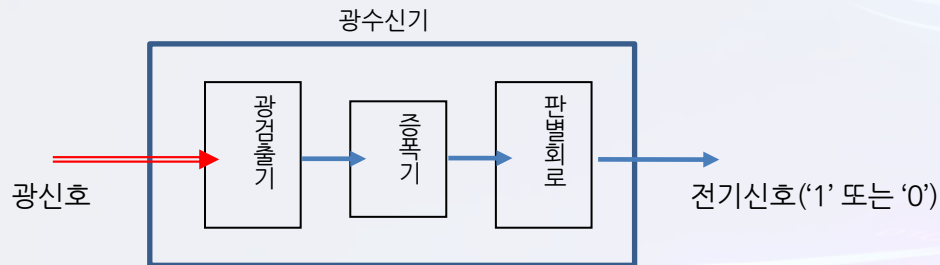 광수신기
광검출기
증폭기
판별회로
광신호
전기신호(‘1’ 또는 ‘0’)